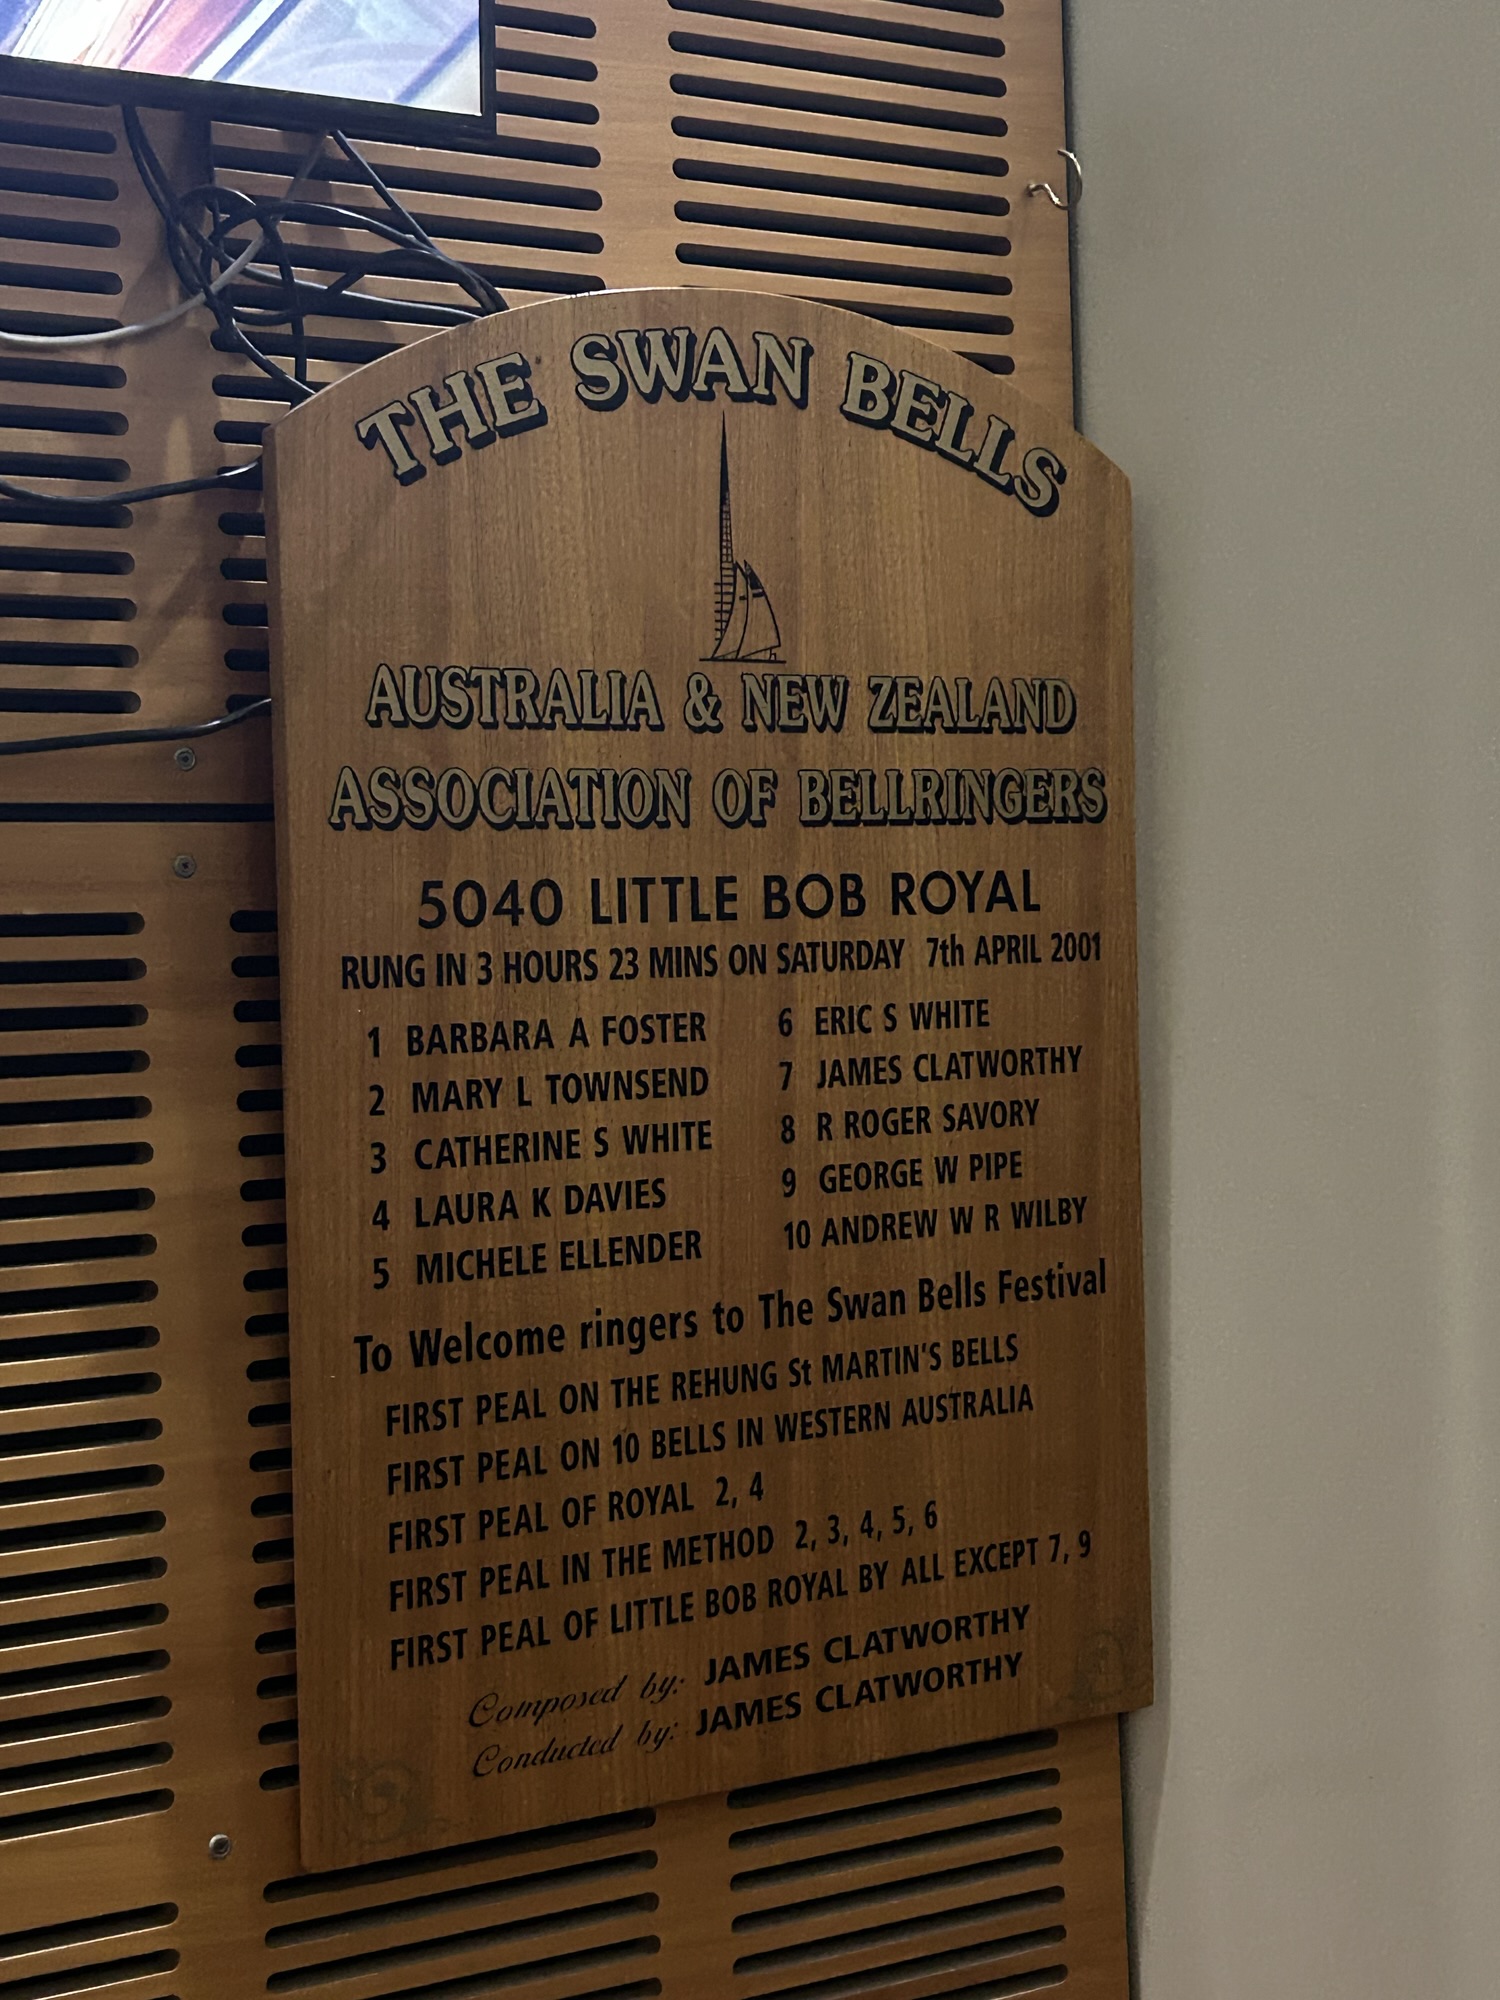 THE SWAN BELLS
AUSTRALIA & NEW ZEALAND
ASSOCIATION OF BELLRINGERS
5040 LITTLE BOB ROYAL
RUNG IN 3 HOURS 23 MINS ON SATURDAY 7th APRIL 2001
1 BARBARA A FOSTER
2 MARY L TOWNSEND
3 CATHERINE S WHITE
4 LAURA K DAVIES
5 MICHELE ELLENDER
6 ERIC S WHITE
7 JAMES CLATWORTHY
8 R ROGER SAVORY
9 GEORGE W PIPE
10 ANDREW W R WILBY
To Welcome ringers to The Swan Bells Festival
FIRST PEAL ON THE REHUNG St MARTIN'S BELLS
FIRST PEAL ON 10 BELLS IN WESTERN AUSTRALIA
FIRST PEAL OF ROYAL 2, 4
FIRST PEAL IN THE METHOD 2, 3, 4, 5, 6
FIRST PEAL OF LITTLE BOB ROYAL BY ALL EXCEPT 7, 9
Composed by: JAMES CLATWORTHY
Conducted by: JAMES CLATWORTHY